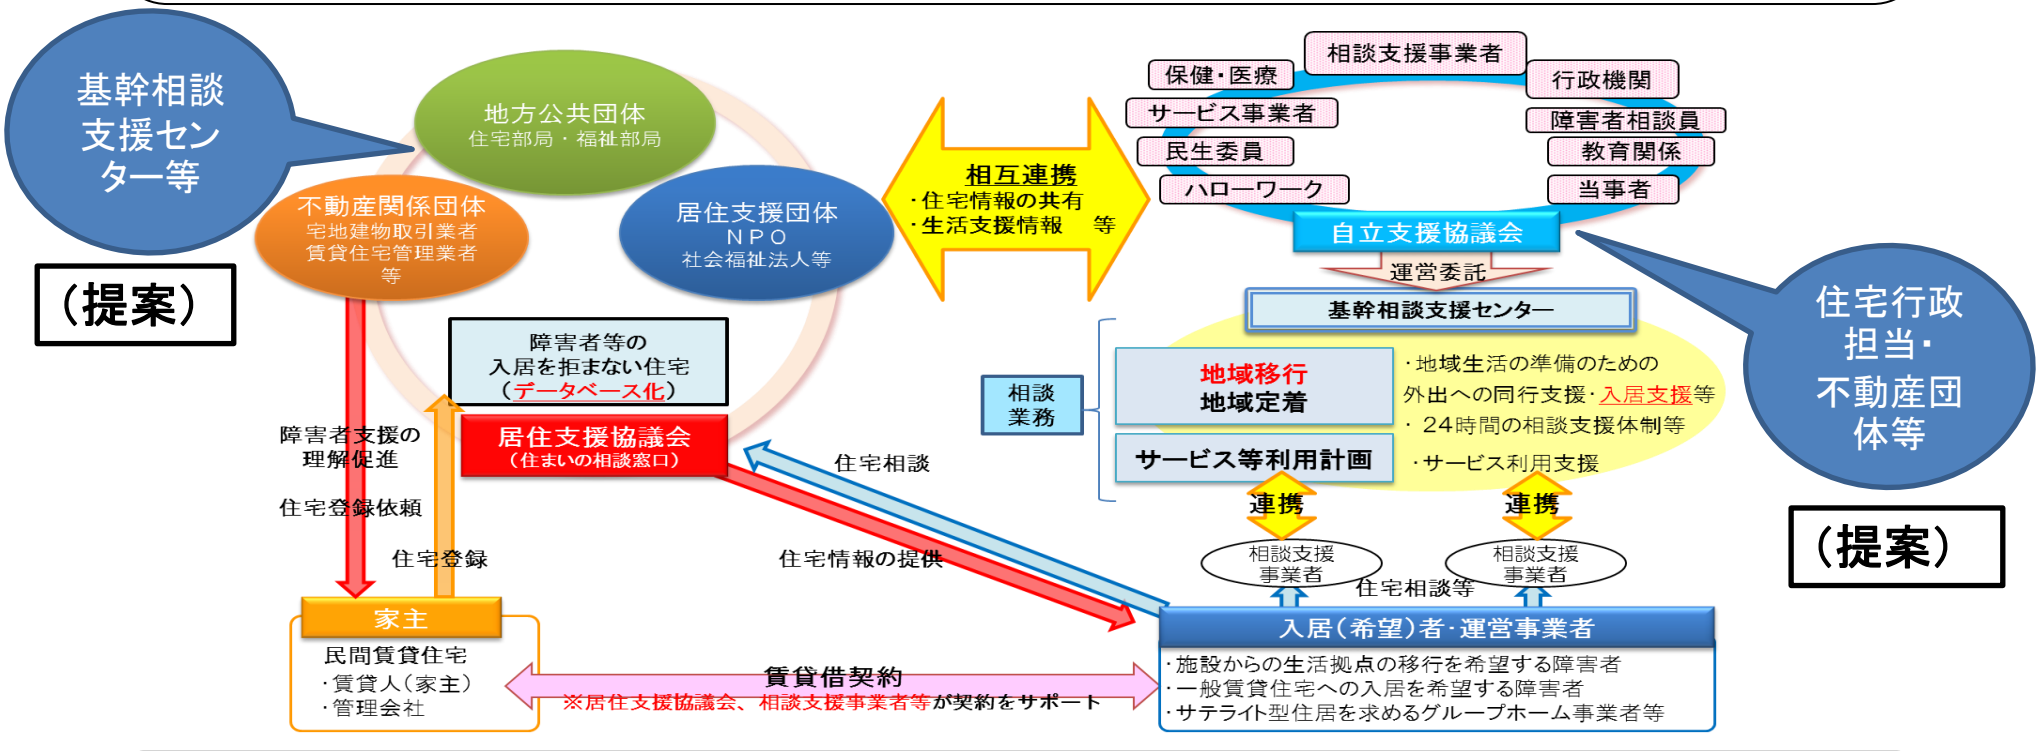 基幹相談
支援セン
ター等
（提案）
地方公共団体
住宅部局・福祉部局
不動産関係団体
宅地建物取引業者
賃貸住宅管理業者
等
居住支援団体
ＮＰＯ
社会福祉法人等
障害者等の
入居を拒まない住宅
（データベース化）
居住支援協議会
（住まいの相談窓口）
相互連携
・住宅情報の共有
・生活支援情報　等
相談支援事業者
保健・医療
行政機関
サービス事業者
障害者相談員
民生委員
教育関係
ハローワーク
当事者
自立支援協議会
運営委託
基幹相談支援センター
相談
業務
地域移行
地域定着
サービス等利用計画
・地域生活の準備のための
外出への同行支援・入居支援等
・24時間の相談支援体制等
・サービス利用支援
住宅行政
担当・
不動産団
体等
（提案）
連携
連携
相談支援
事業者
相談支援
事業者
住宅相談等
障害者支援の
理解促進
住宅登録依頼
住宅登録
住宅相談
住宅情報の提供
家主
民間賃貸住宅
・賃貸人（家主）
・管理会社
賃貸借契約
※居住支援協議会、相談支援事業者等が契約をサポート
入居（希望）者・運営事業者
・施設からの生活拠点の移行を希望する障害者
・一般賃貸住宅への入居を希望する障害者
・サテライト型住居を求めるグループホーム事業者等